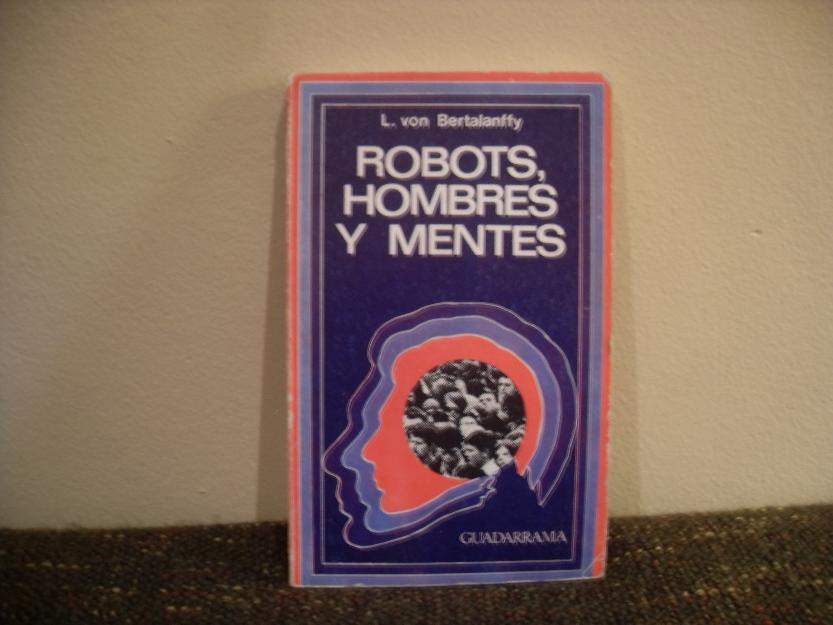 L. von Bertalanffy
ROBOTS,
HOMBRES
Y MENTES
GUADARRAMA